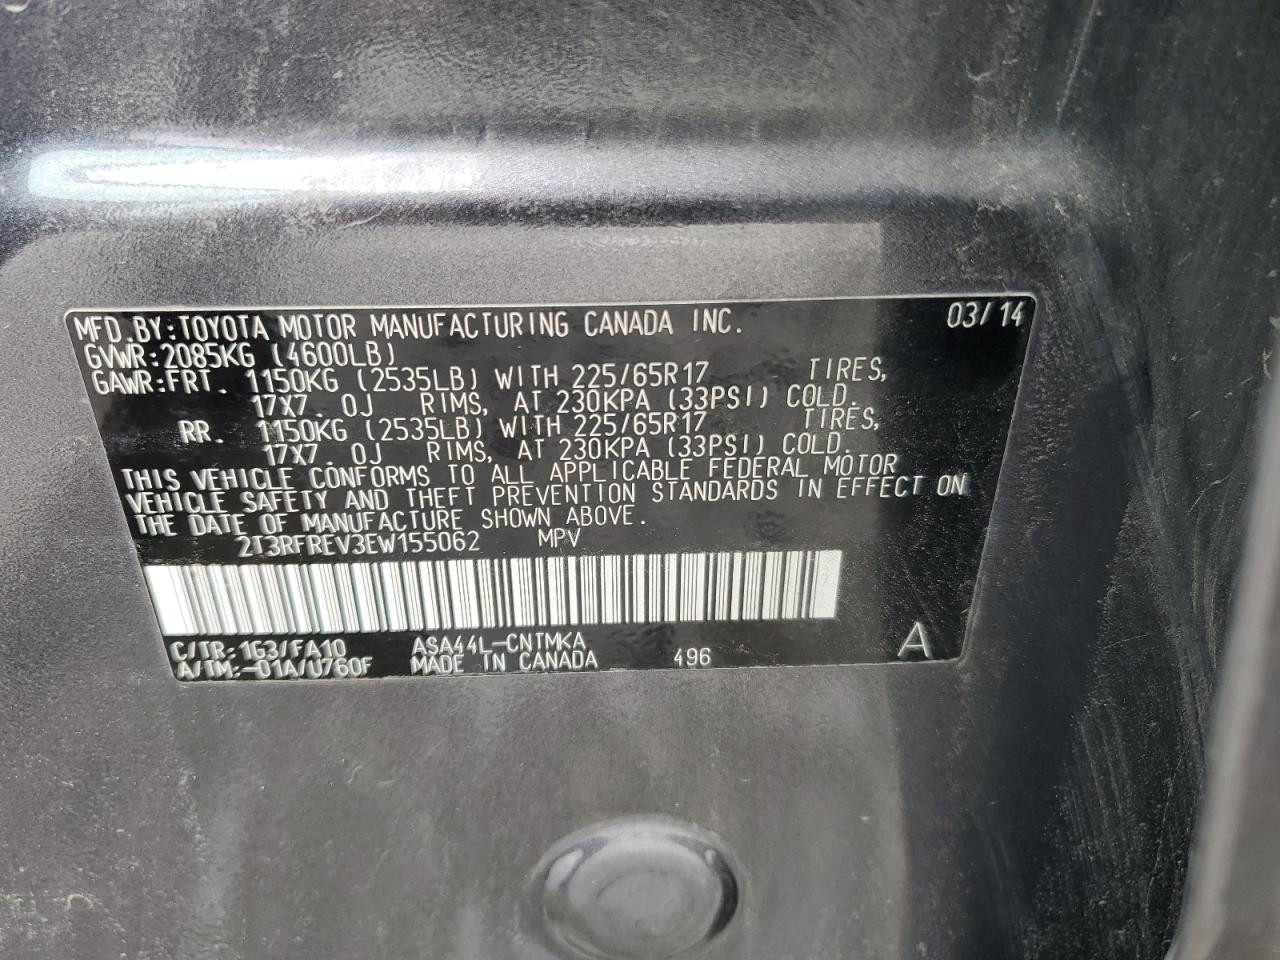 MFD. BY: TOYOTA MOTOR MANUFACTURING CANADA INC. 03/14
GVWR: 2085KG (4600LB)
GAWR: FRT. 1150KG (2535LB) WITH 225/65R17 TIRES,
17X7.0J RIMS, AT 230KPA (33PSI) COLD.
RR. 1150KG (2535LB) WITH 225/65R17 TIRES,
17X7.0J RIMS, AT 230KPA (33PSI) COLD.
THIS VEHICLE CONFORMS TO ALL APPLICABLE FEDERAL MOTOR
VEHICLE SAFETY AND THEFT PREVENTION STANDARDS IN EFFECT ON
THE DATE OF MANUFACTURE SHOWN ABOVE.
2T3RFREV3EW155062 MPV
C/TR: 1G3/FA10 ASA44L-CNTMKA
A/TM: -01A/U760F MADE IN CANADA 496 A